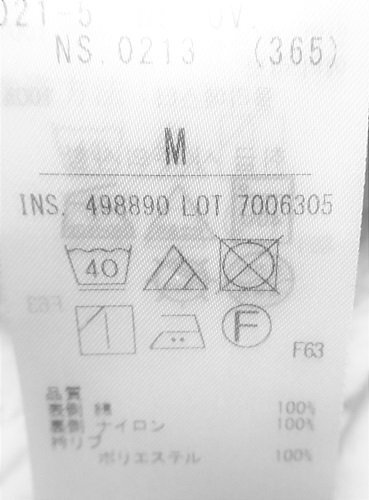 NS.0213 (365)
M
INS. 498890 LOT 7006305
40
F
F63
品質
表側 綿 100%
裏側 ナイロン 100%
衿リブ
ポリエステル 100%